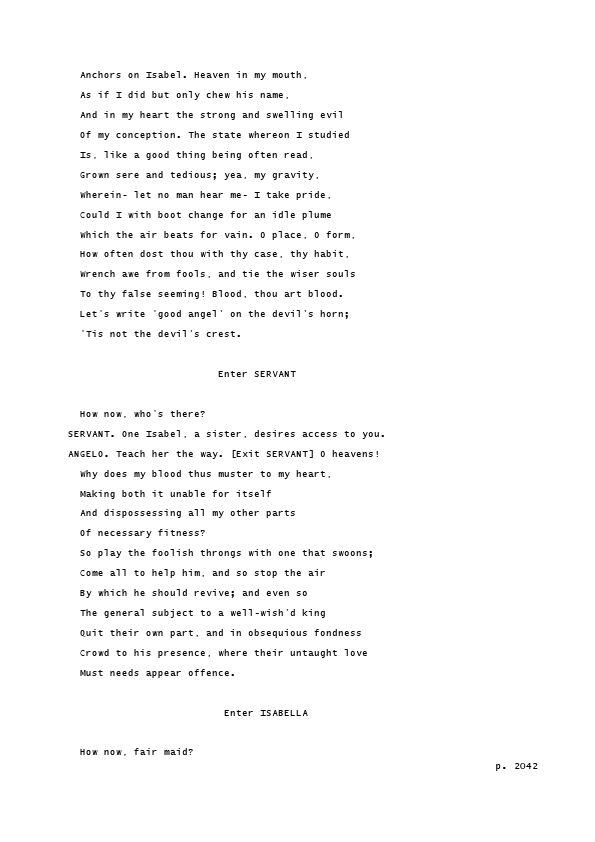 Anchors on Isabel. Heaven in my mouth,
As if I did but only chew his name,
And in my heart the strong and swelling evil
Of my conception. The state whereon I studied
Is, like a good thing being often read,
Grown sere and tedious; yea, my gravity,
Wherein- let no man hear me- I take pride,
Could I with boot change for an idle plume
Which the air beats for vain. O place, O form,
How often dost thou with thy case, thy habit,
Wrench awe from fools, and tie the wiser souls
To thy false seeming! Blood, thou art blood.
Let's write 'good angel' on the devil's horn;
'Tis not the devil's crest.
Enter SERVANT
How now, who's there?
SERVANT. One Isabel, a sister, desires access to you.
ANGELO. Teach her the way. [Exit SERVANT] O heavens!
Why does my blood thus muster to my heart,
Making both it unable for itself
And dispossessing all my other parts
Of necessary fitness?
So play the foolish throngs with one that swoons;
Come all to help him, and so stop the air
By which he should revive; and even so
The general subject to a well-wish'd king
Quit their own part, and in obsequious fondness
Crowd to his presence, where their untaught love
Must needs appear offence.
Enter ISABELLA
How now, fair maid?
p. 2042